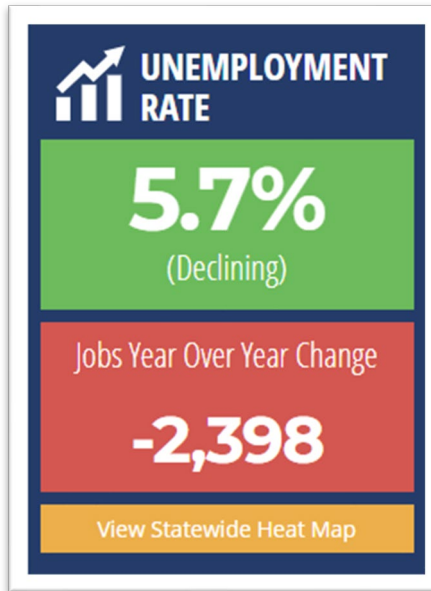 UNEMPLOYMENT
RATE
5.7%
(Declining)
Jobs Year Over Year Change
-2,398
View Statewide Heat Map